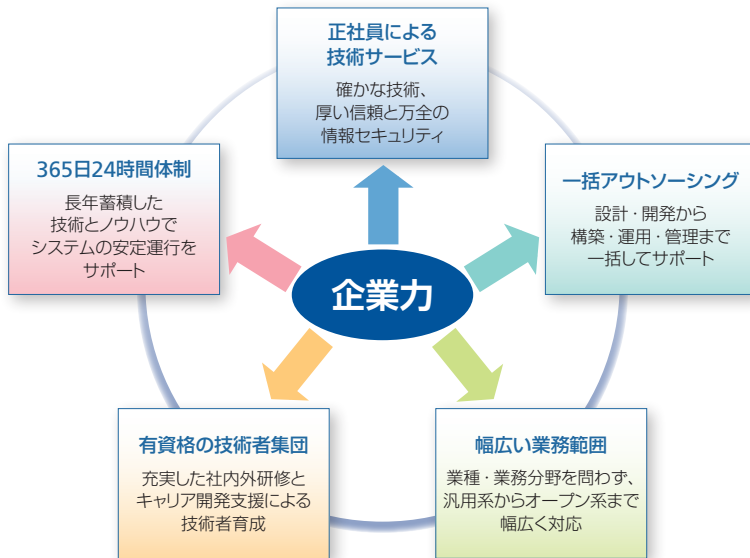 正社員による
技術サービス
確かな技術、
厚い信頼と万全の
情報セキュリティ
365日24時間体制
長年蓄積した
技術とノウハウで
システムの安定運行を
サポート
一括アウトソーシング
設計・開発から
構築・運用・管理まで
一括してサポート
企業力
有資格の技術者集団
充実した社内外研修と
キャリア開発支援による
技術者育成
幅広い業務範囲
業種・業務分野を問わず、
汎用系からオープン系まで
幅広く対応